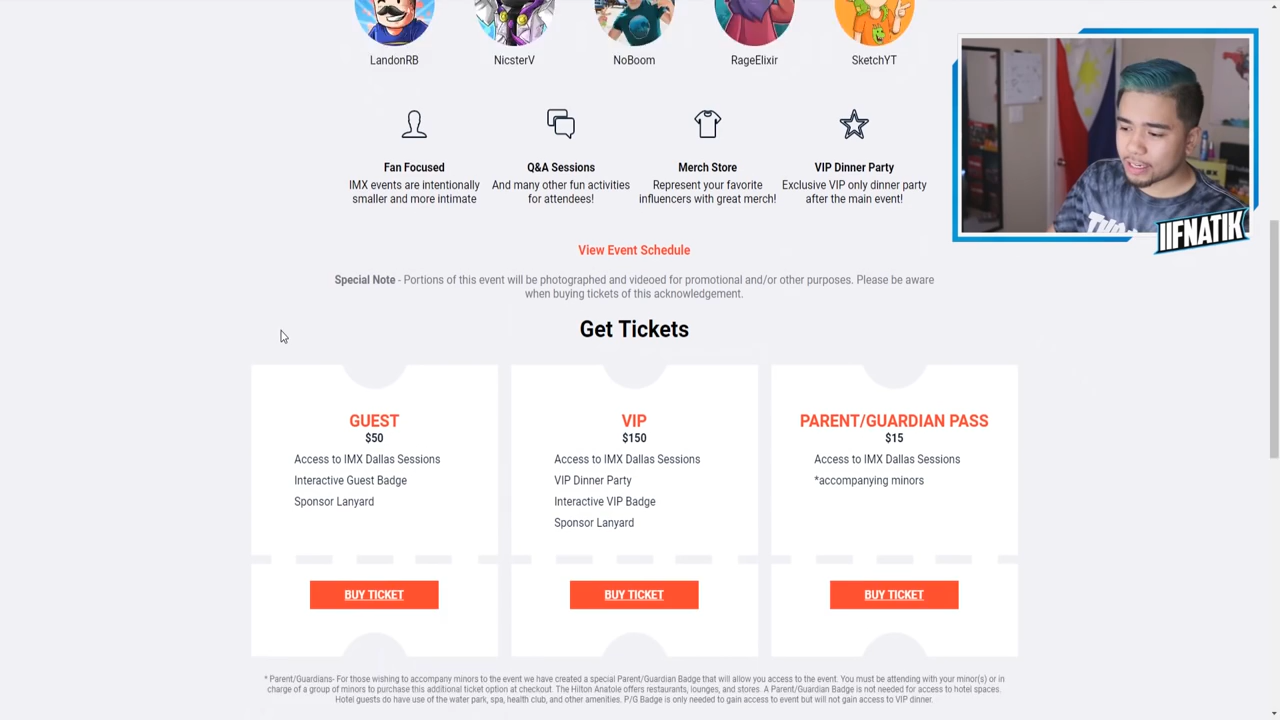 LandonRB NicsterV NoBoom RageElixir SketchYT
IIFNATIK
Fan Focused
IMX events are intentionally
smaller and more intimate
Q&A Sessions
And many other fun activities
for attendees!
Merch Store
Represent your favorite
influencers with great merch!
VIP Dinner Party
Exclusive VIP only dinner party
after the main event!
View Event Schedule
Special Note - Portions of this event will be photographed and videoed for promotional and/or other purposes. Please be aware
when buying tickets of this acknowledgement.
Get Tickets
GUEST
$50
Access to IMX Dallas Sessions
Interactive Guest Badge
Sponsor Lanyard
BUY TICKET
VIP
$150
Access to IMX Dallas Sessions
VIP Dinner Party
Interactive VIP Badge
Sponsor Lanyard
BUY TICKET
PARENT/GUARDIAN PASS
$15
Access to IMX Dallas Sessions
*accompanying minors
BUY TICKET
* Parent/Guardians- For those wishing to accompany minors to the event we have created a special Parent/Guardian Badge that will allow you access to the event. You must be attending with your minor(s) or in
charge of a group of minors to purchase this additional ticket option at checkout. The Hilton Anatole offers restaurants, lounges, and stores. A Parent/Guardian Badge is not needed for access to hotel spaces.
Hotel guests do have use of the water park, spa, health club, and other amenities. P/G Badge is only needed to gain access to event but will not gain access to VIP dinner.